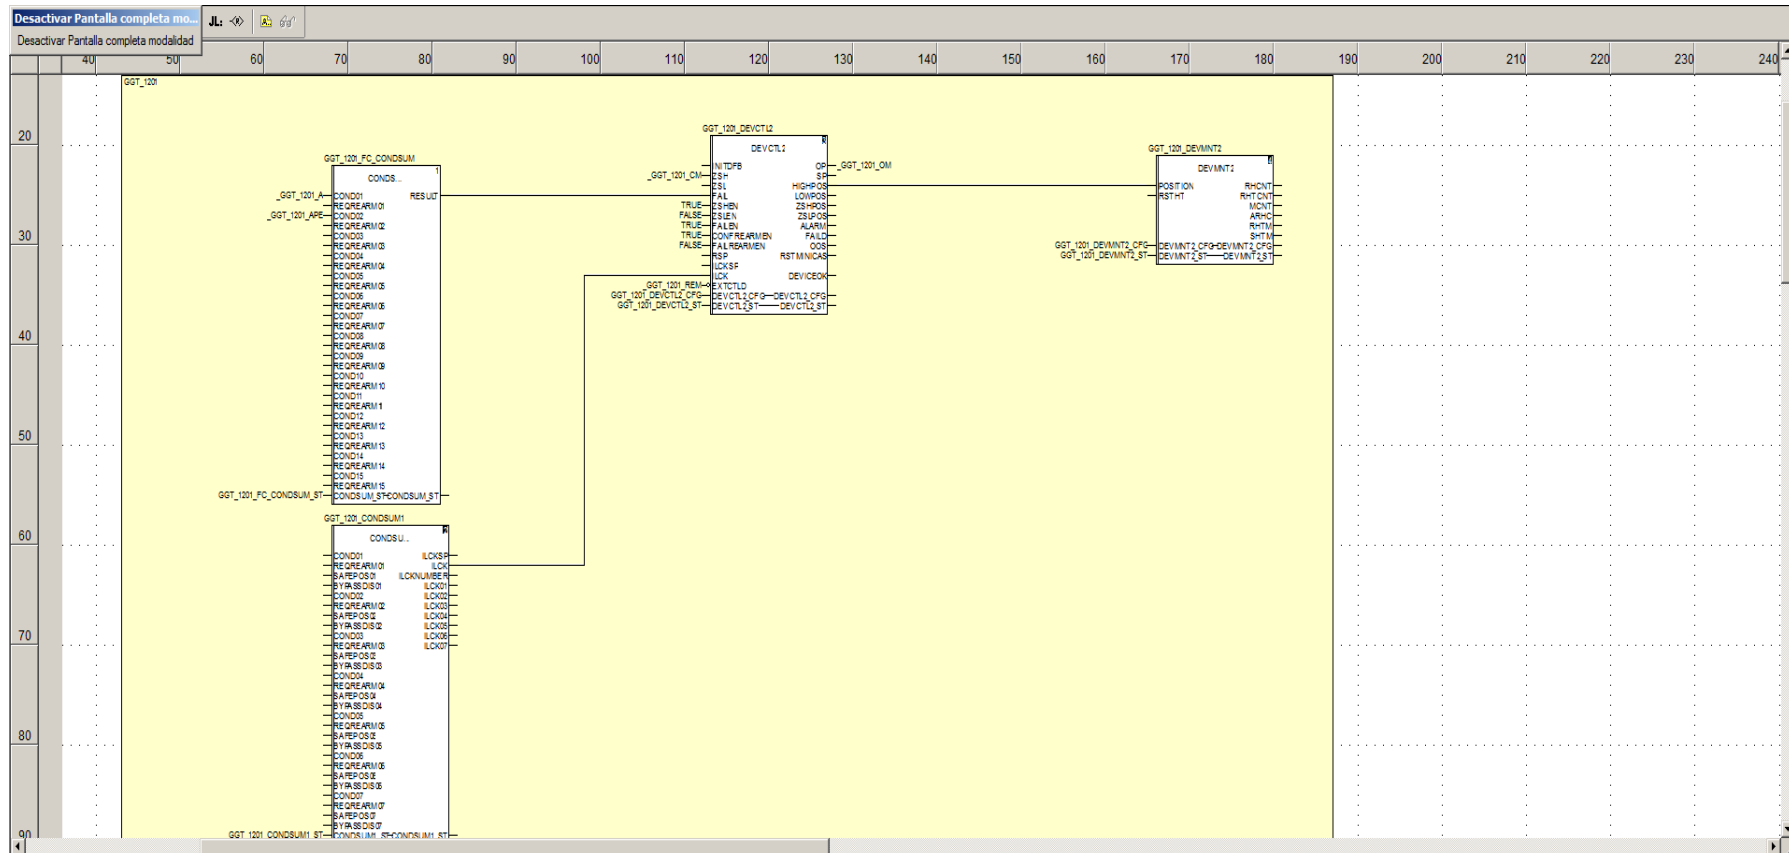 Desactivar Pantalla completa mo...
Desactivar Pantalla completa modalidad
JL:
40 50 60 70 80 90 100 110 120 130 140 150 160 170 180 190 200 210 220 230 240
20
30
40
50
60
70
80
90
GGT_1201
GGT_1201_FC_CONDSUM
1
CONDS...
_GGT_1201_A COND01 RESULT
REQREARM01
_GGT_1201_APE COND02
REQREARM02
COND03
REQREARM03
COND04
REQREARM04
COND05
REQREARM05
COND06
REQREARM06
COND07
REQREARM07
COND08
REQREARM08
COND09
REQREARM09
COND10
REQREARM10
COND11
REQREARM11
COND12
REQREARM12
COND13
REQREARM13
COND14
REQREARM14
COND15
REQREARM15
GGT_1201_FC_CONDSUM_ST CONDSUM_ST CONDSUM_ST
GGT_1201_CONDSUM1
CONDSU...
COND01 ILCKSP
REQREARM01 ILCK
SAFEPOS01 ILCKNUMBER
BYPASSDIS01 ILCK01
COND02 ILCK02
REQREARM02 ILCK03
SAFEPOS02 ILCK04
BYPASSDIS02 ILCK05
COND03 ILCK06
REQREARM03 ILCK07
SAFEPOS03
BYPASSDIS03
COND04
REQREARM04
SAFEPOS04
BYPASSDIS04
COND05
REQREARM05
SAFEPOS05
BYPASSDIS05
COND06
REQREARM06
SAFEPOS06
BYPASSDIS06
COND07
REQREARM07
SAFEPOS07
BYPASSDIS07
GGT_1201_CONDSUM1_ST CONDSUM1_ST CONDSUM1_ST
GGT_1201_DEVCTL2
DEVCTL2
INITDFB OP _GGT_1201_OM
_GGT_1201_CM ZSH SP
ZSL HIGHPOS
FAIL LOWPOS
TRUE ZSHEN ZSHPOS
FALSE ZSLEN ZSLPOS
TRUE FAILEN ALARM
TRUE CONFREARMEN FAILD
FALSE FAILREARMEN OOS
RSP RSTMINICAS
ILCKSP
ILCK DEVICEOK
_GGT_1201_REM EXTCTLD
GGT_1201_DEVCTL2_CFG DEVCTL2_CFG DEVCTL2_CFG
GGT_1201_DEVCTL2_ST DEVCTL2_ST DEVCTL2_ST
GGT_1201_DEVMNT2
DEVMNT2
POSITION RHCNT
RSTHT RHTCNT
MCNT
ARHC
RHTM
SHTM
GGT_1201_DEVMNT2_CFG DEVMNT2_CFG DEVMNT2_CFG
GGT_1201_DEVMNT2_ST DEVMNT2_ST DEVMNT2_ST